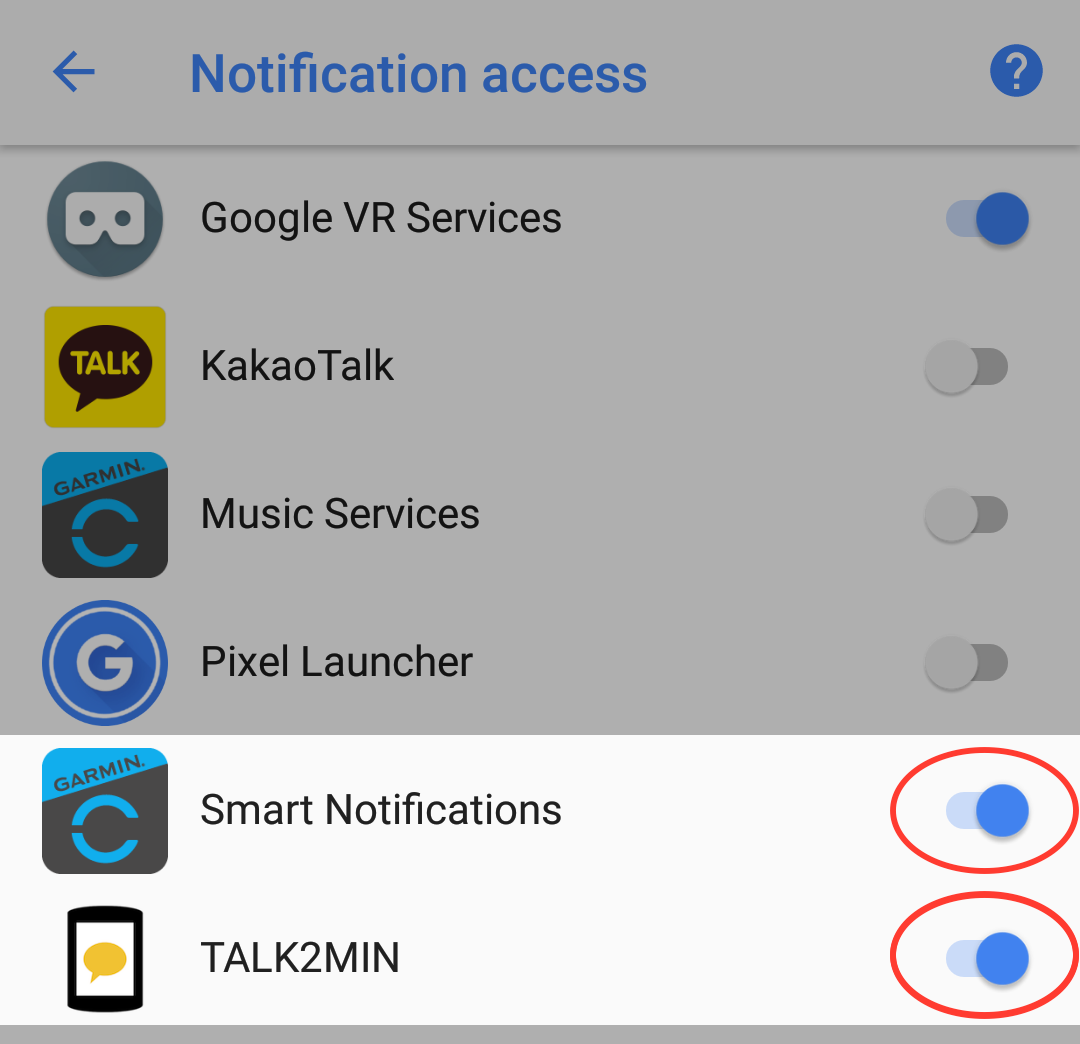 Notification access
?
Google VR Services
TALK
KakaoTalk
GARMIN.
Music Services
G
Pixel Launcher
GARMIN.
Smart Notifications
TALK2MIN